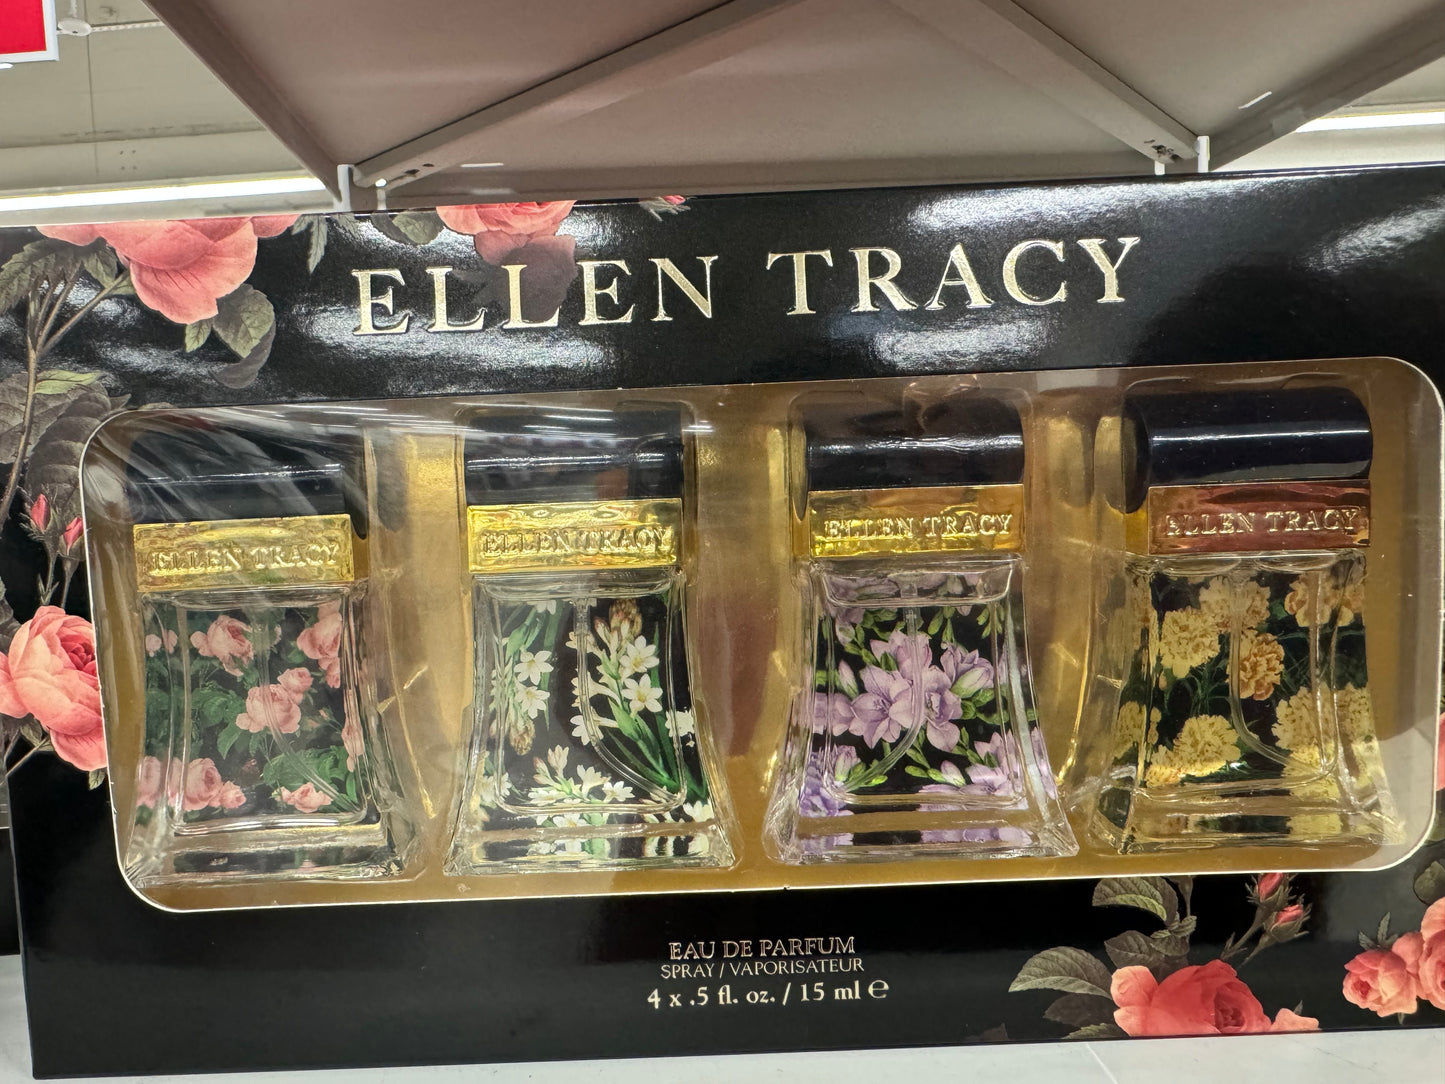 ELLEN TRACY
ELLEN TRACY
ELLEN TRACY
ELLEN TRACY
ELLEN TRACY
EAU DE PARFUM
SPRAY / VAPORISATEUR
4 x .5 fl. oz. / 15 ml ℮